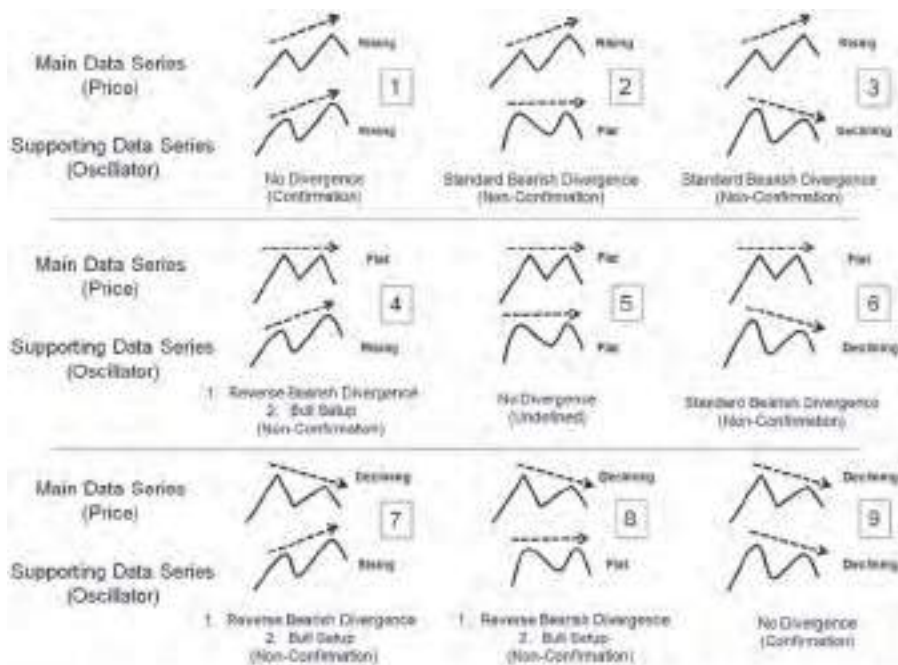 Main Data Series
(Price)
Rising
1
Rising
2
Rising
3
Supporting Data Series
(Oscillator)
Rising
Flat
Declining
No Divergence
(Confirmation)
Standard Bearish Divergence
(Non-Confirmation)
Standard Bearish Divergence
(Non-Confirmation)
Main Data Series
(Price)
Flat
4
Flat
5
Flat
6
Supporting Data Series
(Oscillator)
Rising
Flat
Declining
1. Reverse Bearish Divergence
2. Bull Setup
(Non-Confirmation)
No Divergence
(Undefined)
Standard Bearish Divergence
(Non-Confirmation)
Main Data Series
(Price)
Declining
7
Declining
8
Declining
9
Supporting Data Series
(Oscillator)
Rising
Flat
Declining
1. Reverse Bearish Divergence
2. Bull Setup
(Non-Confirmation)
1. Reverse Bearish Divergence
2. Bull Setup
(Non-Confirmation)
No Divergence
(Confirmation)